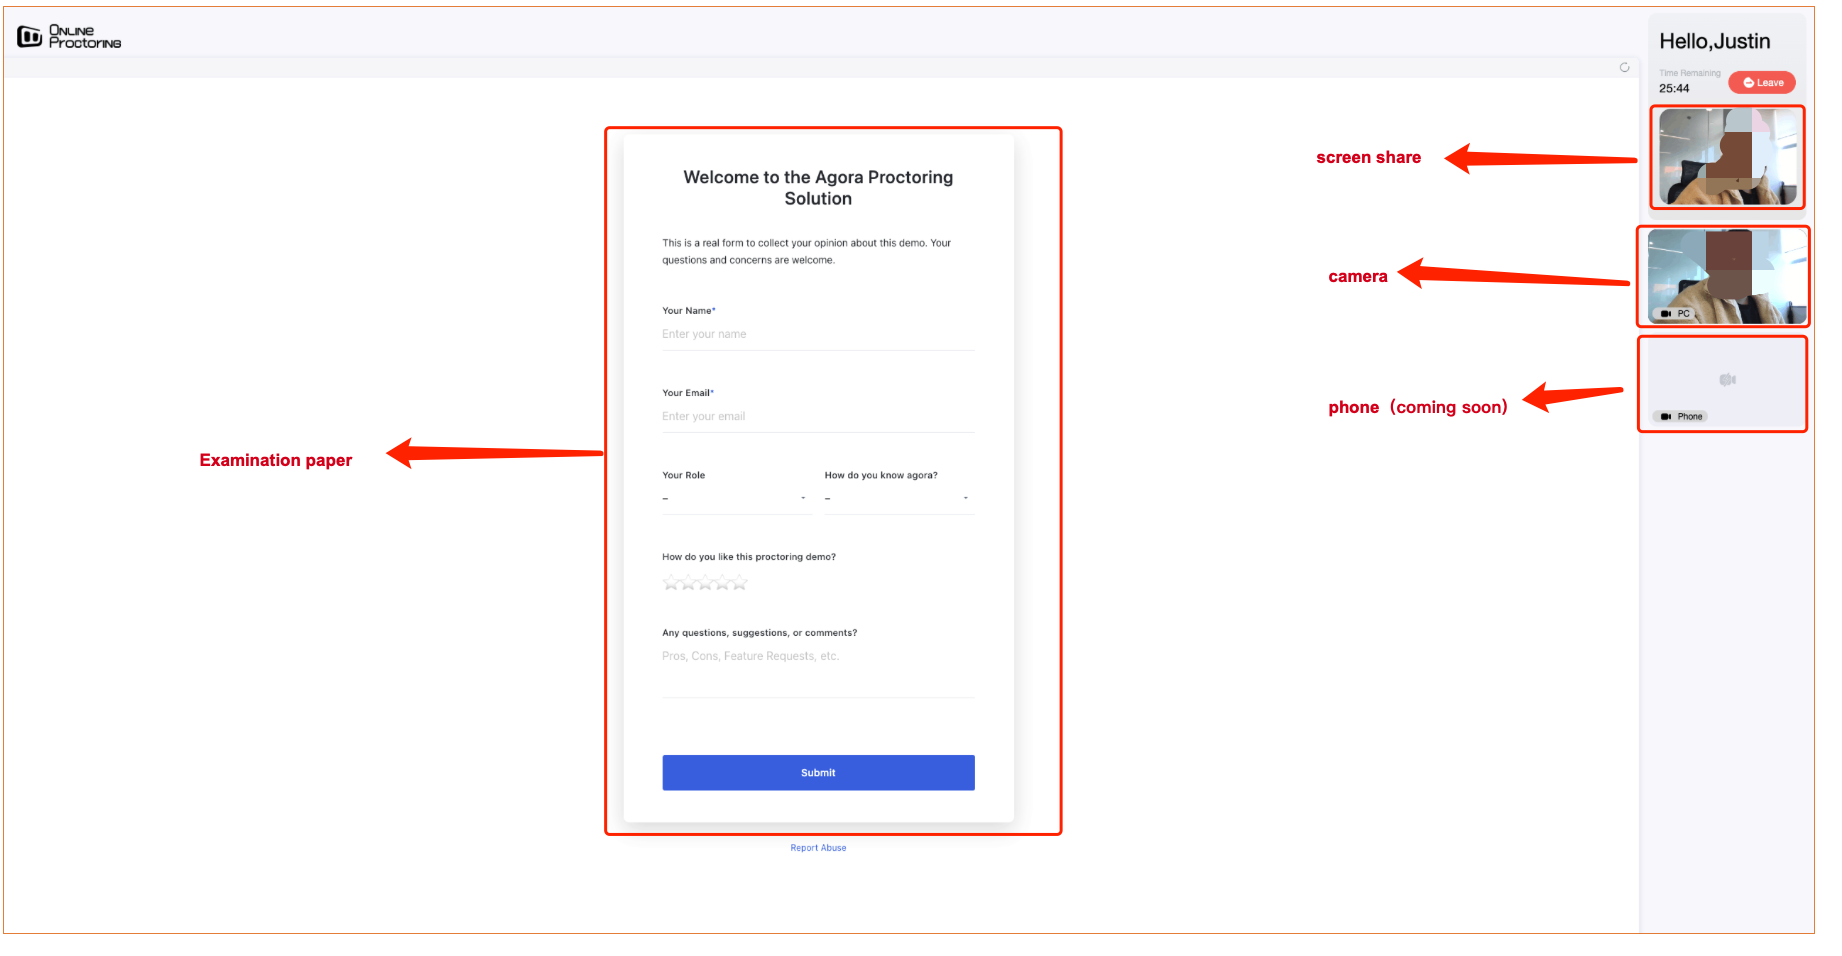 Online
Proctoring
Hello,Justin
Time Remaining
25:44
Leave
screen share
camera
PC
phone（coming soon）
Phone
Examination paper
Welcome to the Agora Proctoring
Solution
This is a real form to collect your opinion about this demo. Your
questions and concerns are welcome.
Your Name*
Enter your name
Your Email*
Enter your email
Your Role
How do you know agora?
–
–
How do you like this proctoring demo?
Any questions, suggestions, or comments?
Pros, Cons, Feature Requests, etc.
Submit
Report Abuse